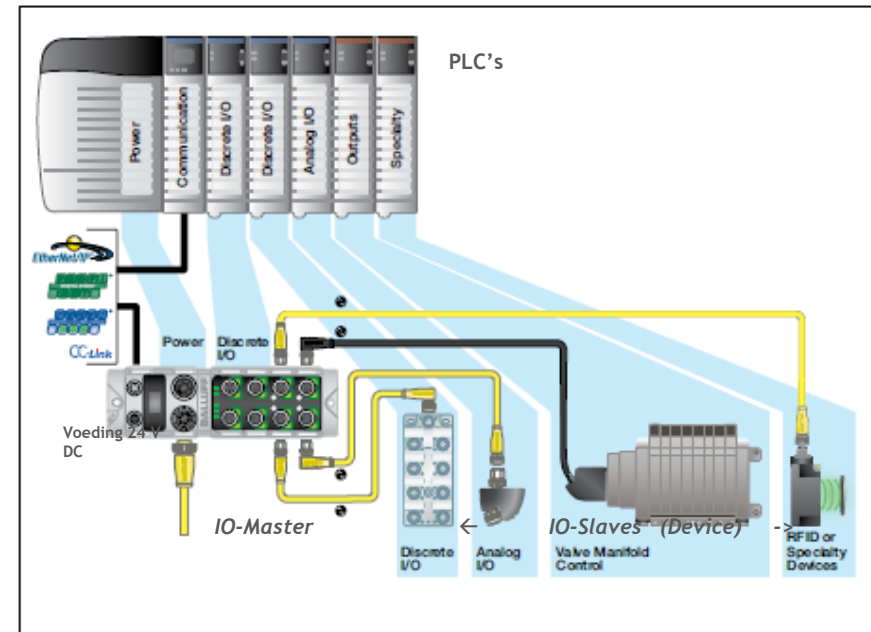 PLC's
Power
Communication
Discrete I/O
Discrete I/O
Analog I/O
Outputs
Specialty
EtherNet/IP
CC-Link
Power
Discrete
I/O
BALLUFF
Voeding 24 V
DC
IO-Master
← IO-Slaves (Device) ->
Discrete
I/O
Analog
I/O
Valve Manifold
Control
RFID or
Specialty
Devices